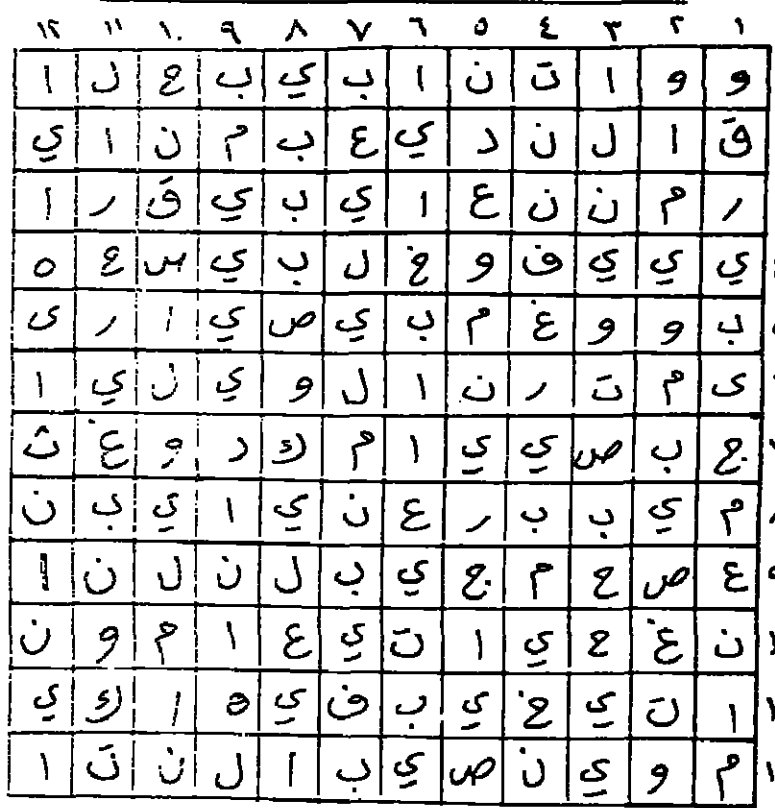 ١ ٢ ٣ ٤ ٥ ٦ ٧ ٨ ٩ ١٠ ١١ ١٢
و و ا ت ن ا ب ي ب ح ل ا
ق ا ل ن د ي ع ب م ن ا ي
ر م ن ن ع ا ي ب ي ق ر ا
ي ي ي ف و خ ل ب ي س ح ه
ب و و غ م ب ي ص ي ا ر ى
ى م ت ر ن ا ل و ي ل ي ا
ج ب ص ي ي ا م ك د و غ ث
م ي ب ب ر ع ن ي ا ي ب ن
ع ص ح م ج ي ب ل ن ل ن ا
ن غ ح ي ا ت ي ع ا م و ن
ا ت ي خ ي ب ف ي ه ا ك ي
م و ي ن ص ي ب ا ل ن ت ا